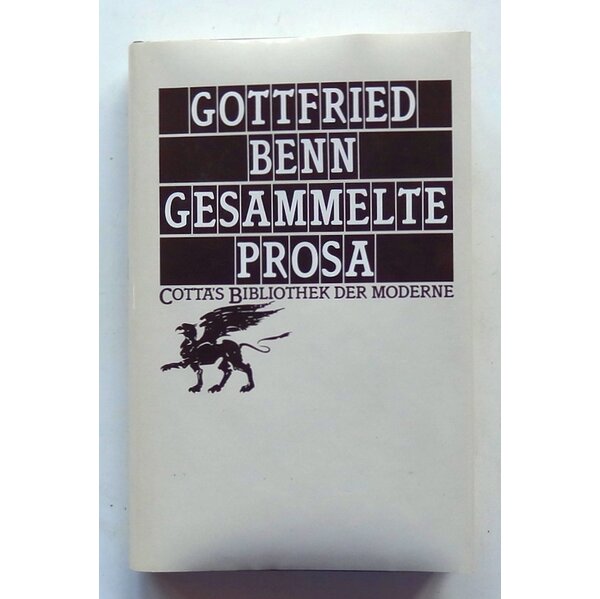 GOTTFRIED
BENN
GESAMMELTE
PROSA
COTTA'S BIBLIOTHEK DER MODERNE